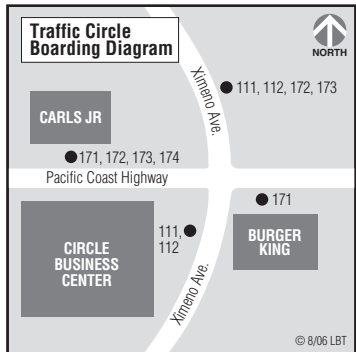 Traffic Circle
Boarding Diagram
NORTH
Ximeno Ave.
111, 112, 172, 173
CARLS JR
171, 172, 173, 174
Pacific Coast Highway
171
111,
112
BURGER
KING
CIRCLE
BUSINESS
CENTER
Ximeno Ave.
© 8/06 LBT